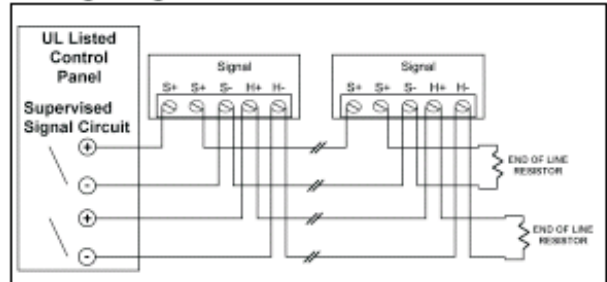 UL Listed
Control
Panel
Supervised
Signal Circuit
+
-
+
-
Signal
S+ S+ S- H+ H-
Signal
S+ S+ S- H+ H-
END OF LINE
RESISTOR
END OF LINE
RESISTOR